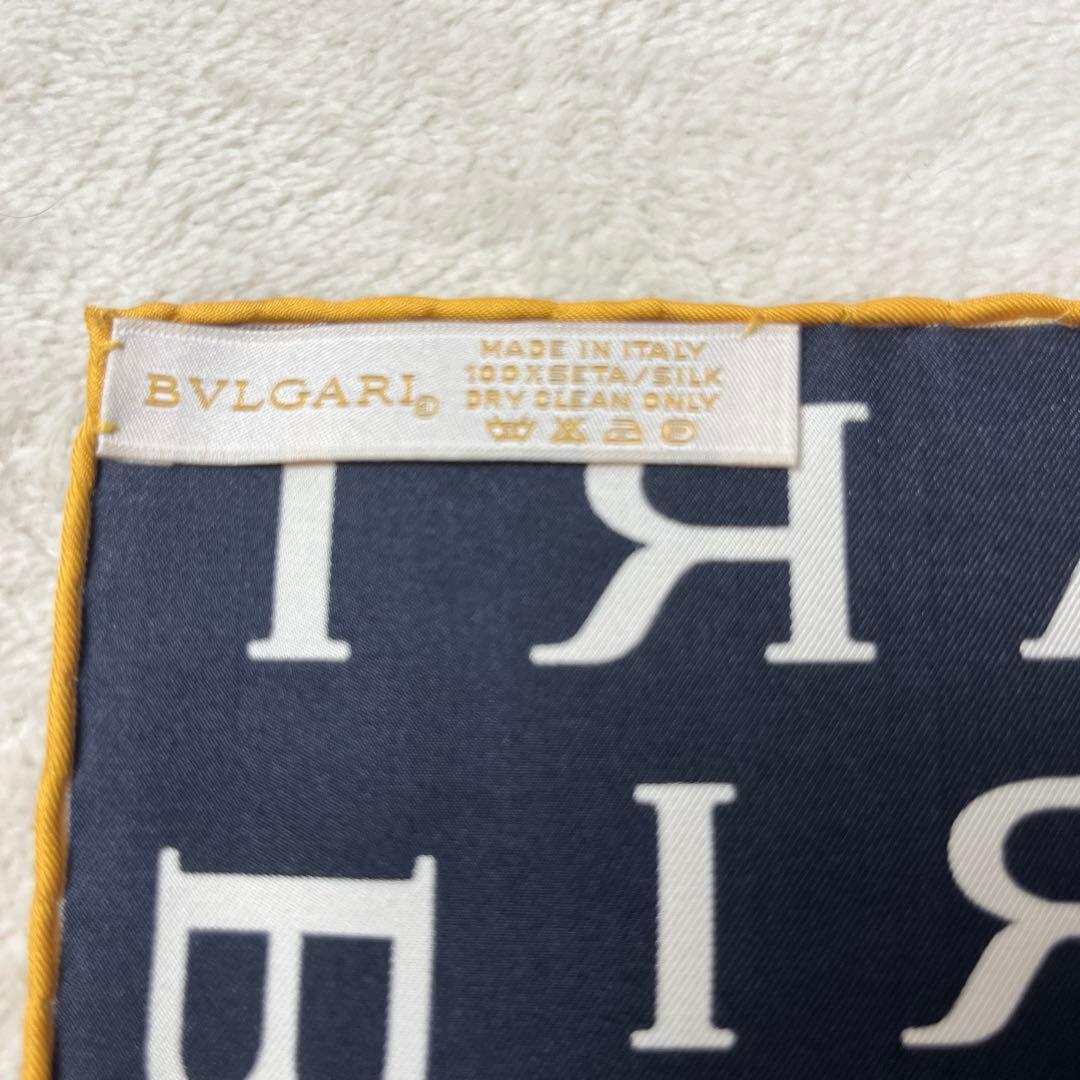 BVLGARI®
MADE IN ITALY
100%SETA/SILK
DRY CLEAN ONLY
I R A
I R
B